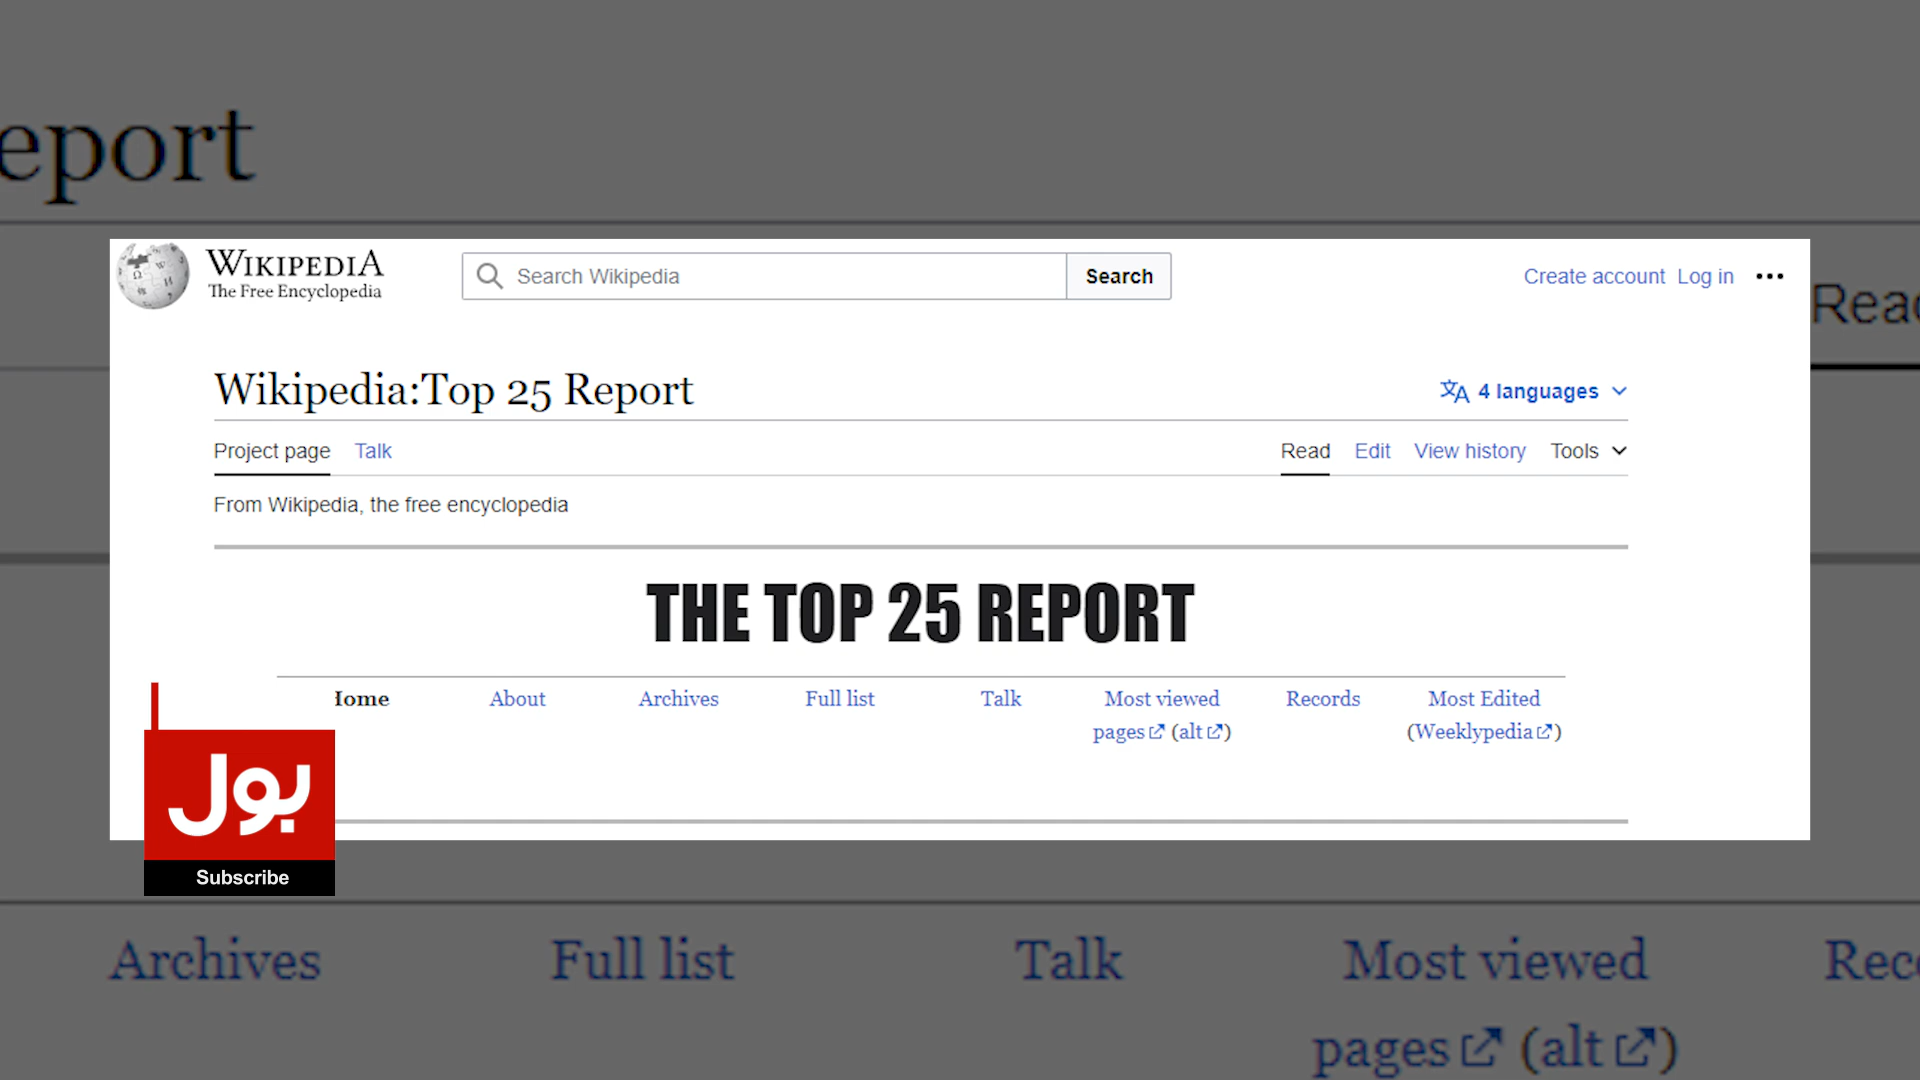 eport
WIKIPEDIA
The Free Encyclopedia
Search Wikipedia
Search
Create account Log in
Read
Wikipedia:Top 25 Report
4 languages
Project page Talk
Read Edit View history Tools
From Wikipedia, the free encyclopedia
THE TOP 25 REPORT
Home About Archives Full list Talk Most viewed pages (alt) Records Most Edited (Weeklypedia)
بول
Subscribe
Archives Full list Talk Most viewed Reco
pages (alt)